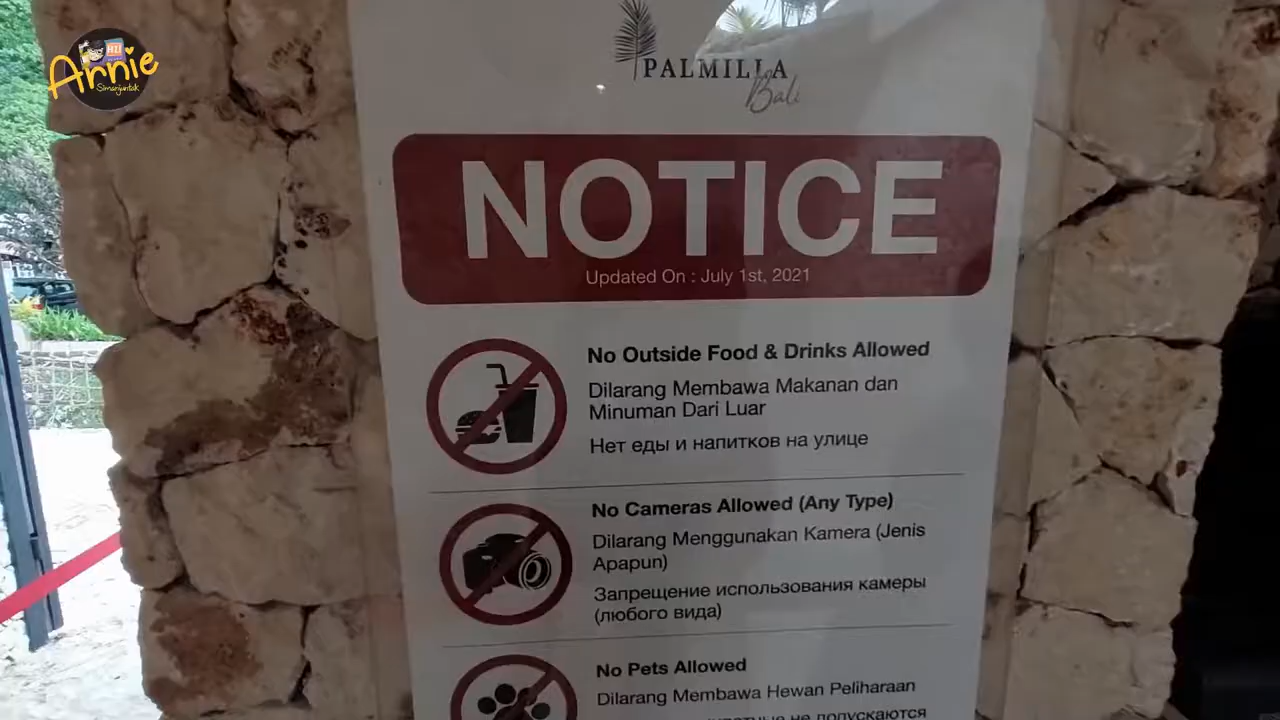 Arnie
Simanjuntak
PALMILLA
Bali
NOTICE
Updated On : July 1st, 2021
No Outside Food & Drinks Allowed
Dilarang Membawa Makanan dan
Minuman Dari Luar
Нет еды и напитков на улице
No Cameras Allowed (Any Type)
Dilarang Menggunakan Kamera (Jenis
Apapun)
Запрещение использования камеры
(любого вида)
No Pets Allowed
Dilarang Membawa Hewan Peliharaan
не допускаются